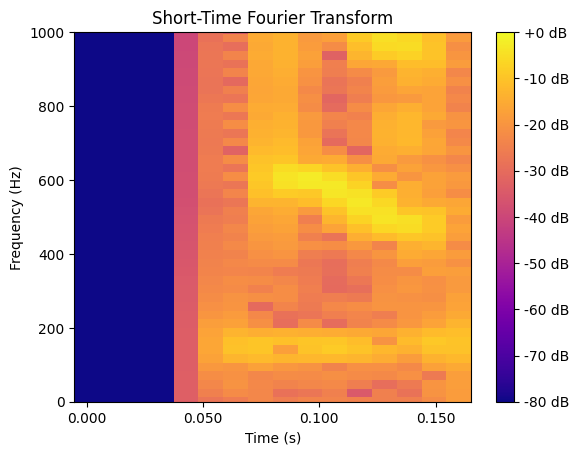 Short-Time Fourier Transform
1000
800
600
400
200
0
Frequency (Hz)
0.000
0.050
0.100
0.150
Time (s)
+0 dB
-10 dB
-20 dB
-30 dB
-40 dB
-50 dB
-60 dB
-70 dB
-80 dB